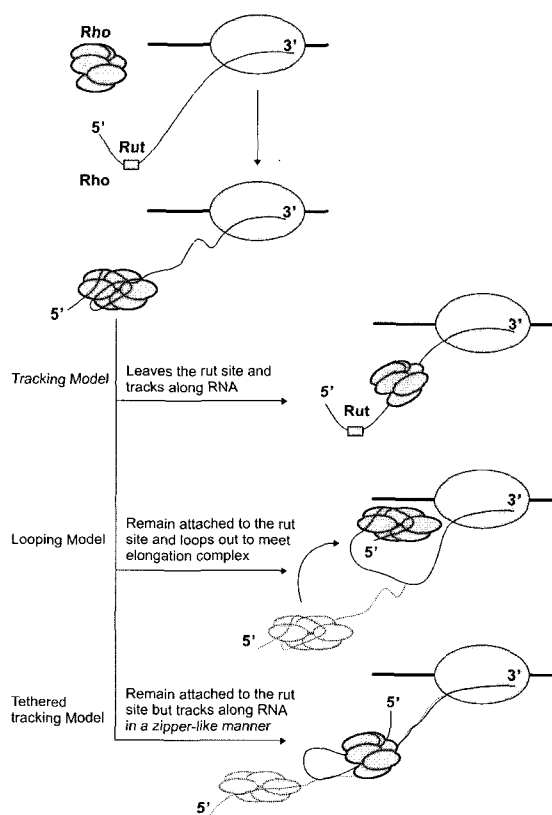 Rho
3'
5'
Rut
Rho
3'
5'
Tracking Model
Leaves the rut site and
tracks along RNA
3'
5'
Rut
Looping Model
Remain attached to the rut
site and loops out to meet
elongation complex
3'
5'
5'
Tethered
tracking Model
Remain attached to the rut
site but tracks along RNA
in a zipper-like manner
3'
5'
5'